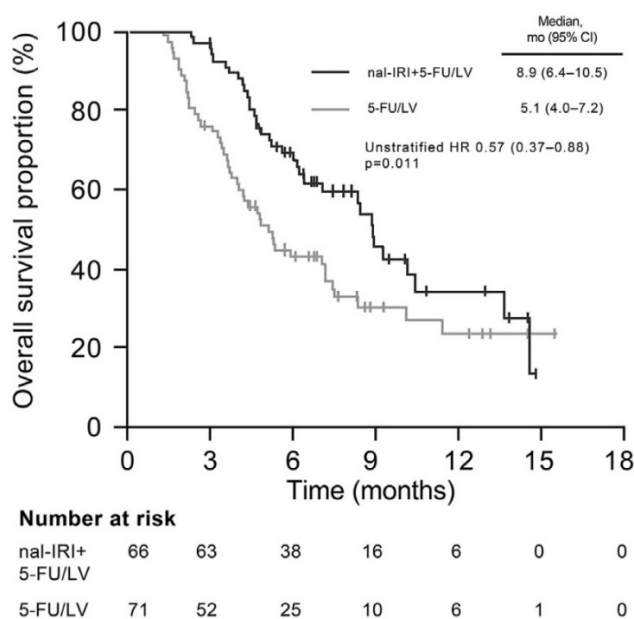 Overall survival proportion (%)
100
80
60
40
20
0
0 3 6 9 12 15 18
Time (months)
Median,
mo (95% CI)
nal-IRI+5-FU/LV 8.9 (6.4–10.5)
5-FU/LV 5.1 (4.0–7.2)
Unstratified HR 0.57 (0.37–0.88)
p=0.011
Number at risk
nal-IRI+ 66 63 38 16 6 0 0
5-FU/LV
5-FU/LV 71 52 25 10 6 1 0